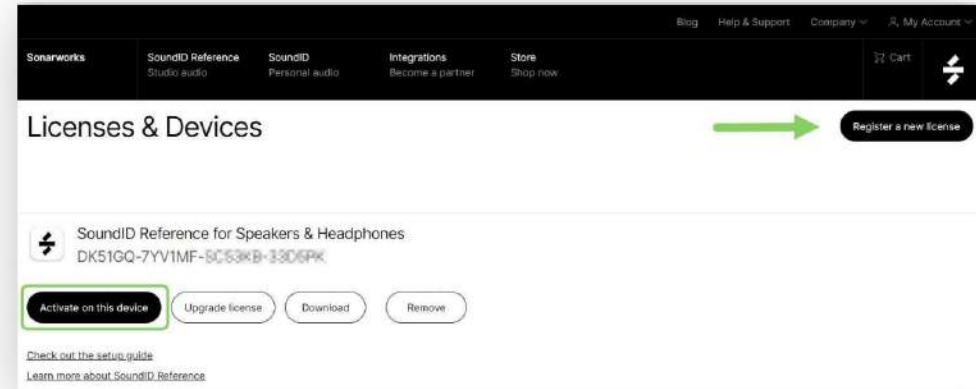 Blog Help & Support Company My Account
Sonarworks SoundID Reference SoundID Integrations Store Cart
Studio audio Personal audio Become a partner Shop now
Licenses & Devices
Register a new license
SoundID Reference for Speakers & Headphones
DK51GQ-7YV1MF-
Activate on this device Upgrade license Download Remove
Check out the setup guide
Learn more about SoundID Reference